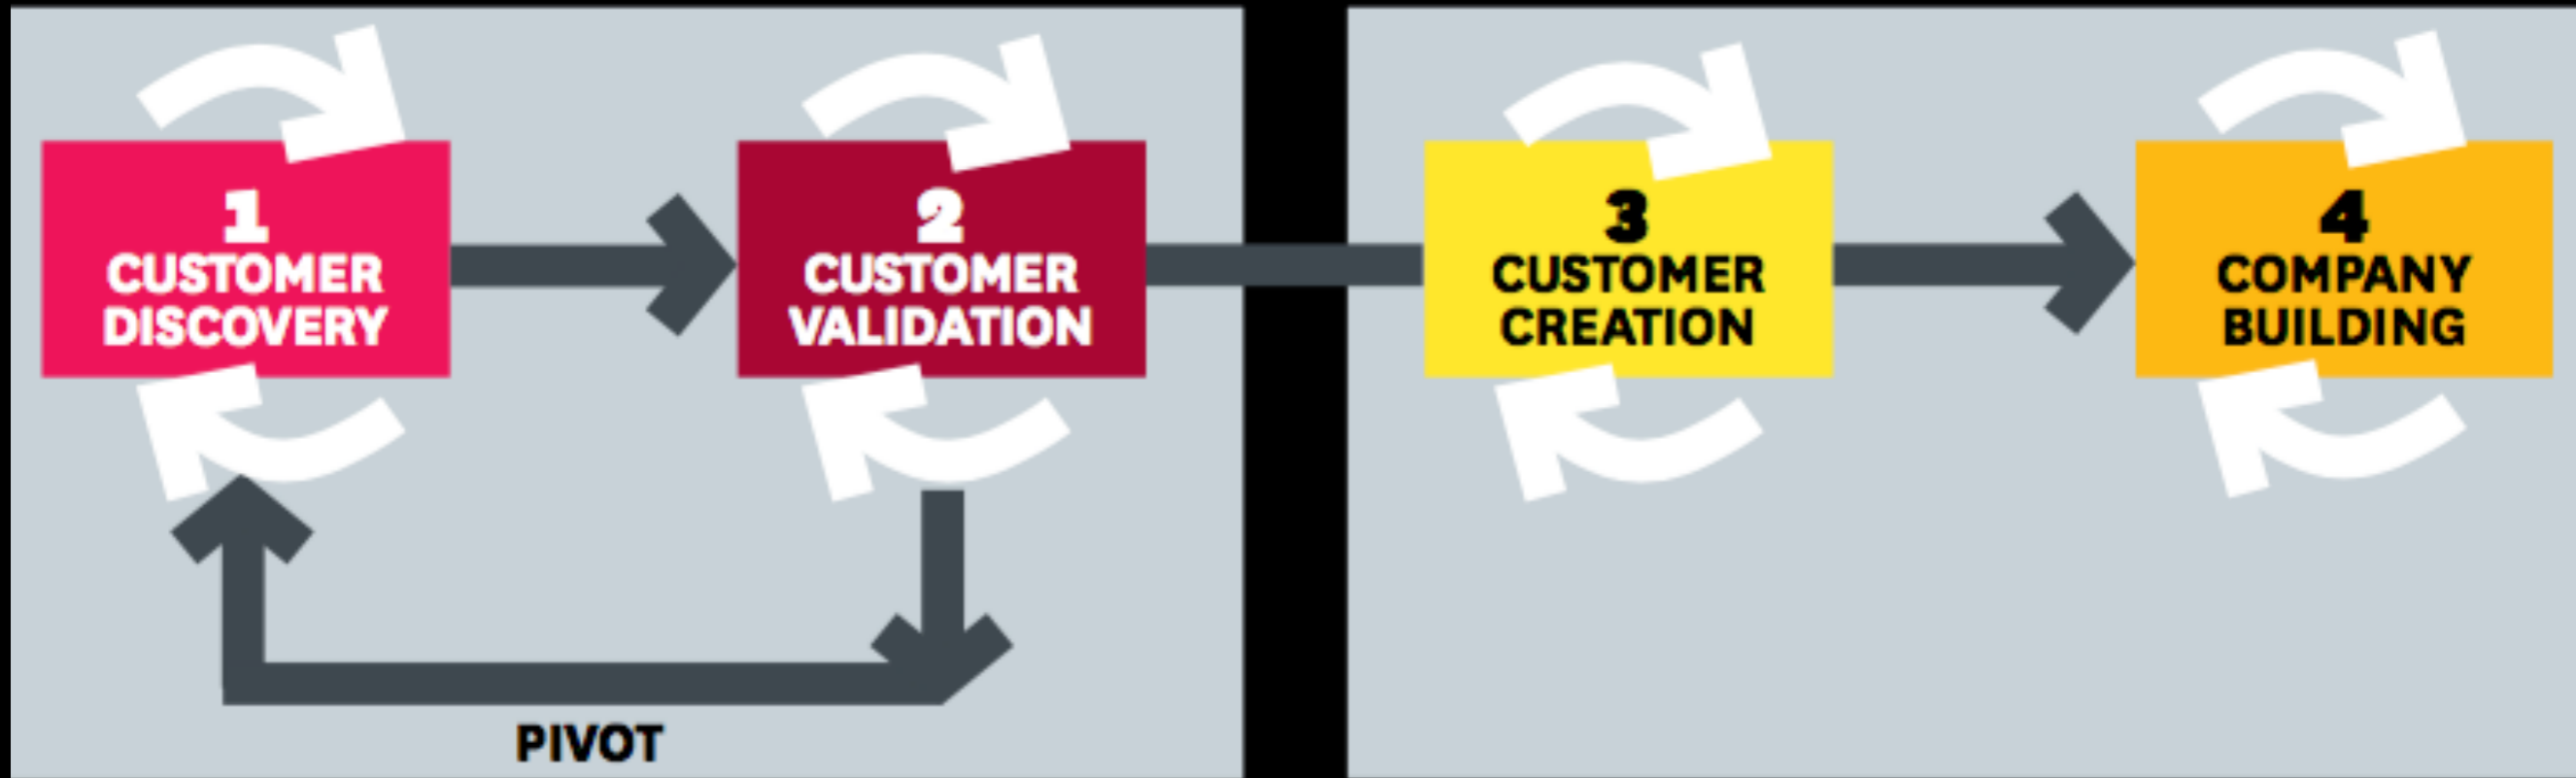 1
CUSTOMER
DISCOVERY
2
CUSTOMER
VALIDATION
3
CUSTOMER
CREATION
4
COMPANY
BUILDING
PIVOT